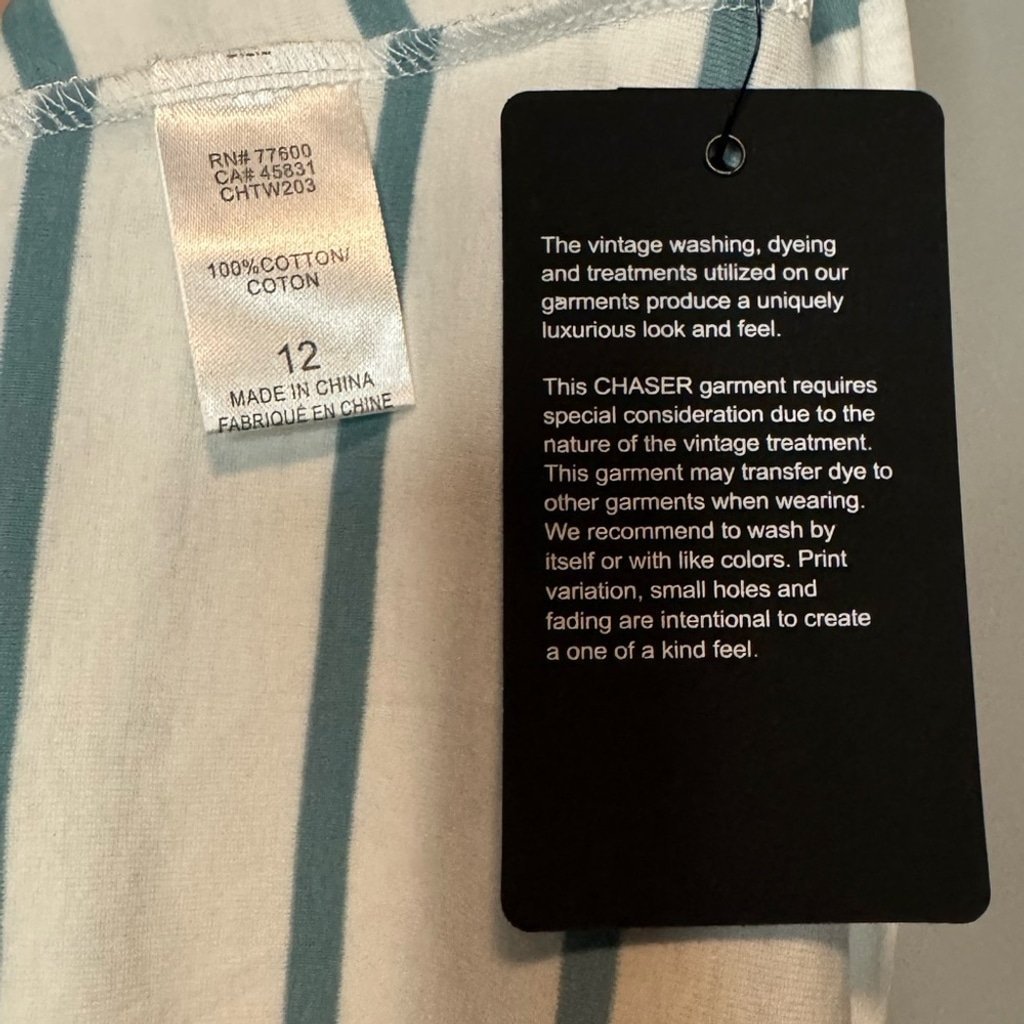 RN# 77600
CA# 45831
CHTW203
100%COTTON/
COTON
12
MADE IN CHINA
FABRIQUÉ EN CHINE
The vintage washing, dyeing
and treatments utilized on our
garments produce a uniquely
luxurious look and feel.
This CHASER garment requires
special consideration due to the
nature of the vintage treatment.
This garment may transfer dye to
other garments when wearing.
We recommend to wash by
itself or with like colors. Print
variation, small holes and
fading are intentional to create
a one of a kind feel.